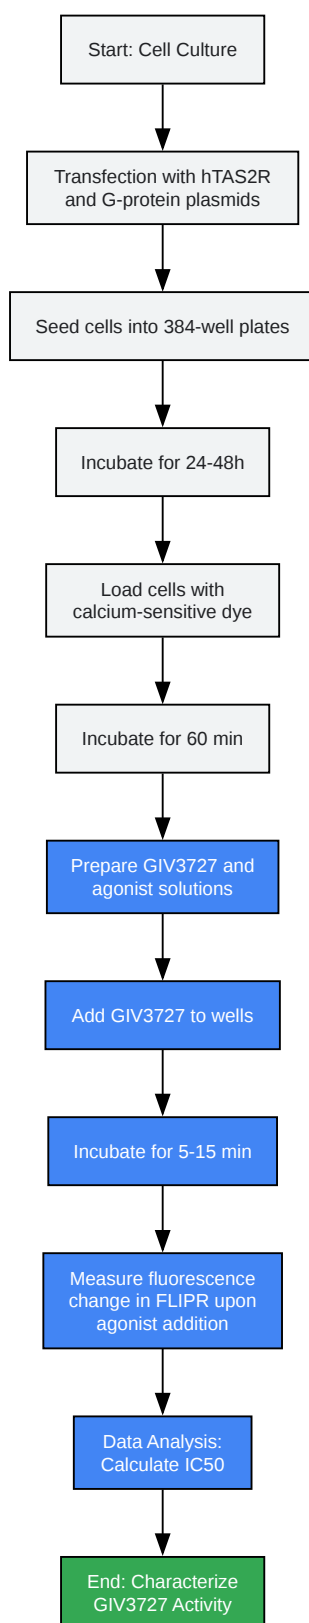 Start: Cell Culture
Transfection with hTAS2R
and G-protein plasmids
Seed cells into 384-well plates
Incubate for 24-48h
Load cells with
calcium-sensitive dye
Incubate for 60 min
Prepare GIV3727 and
agonist solutions
Add GIV3727 to wells
Incubate for 5-15 min
Measure fluorescence
change in FLIPR upon
agonist addition
Data Analysis:
Calculate IC50
End: Characterize
GIV3727 Activity